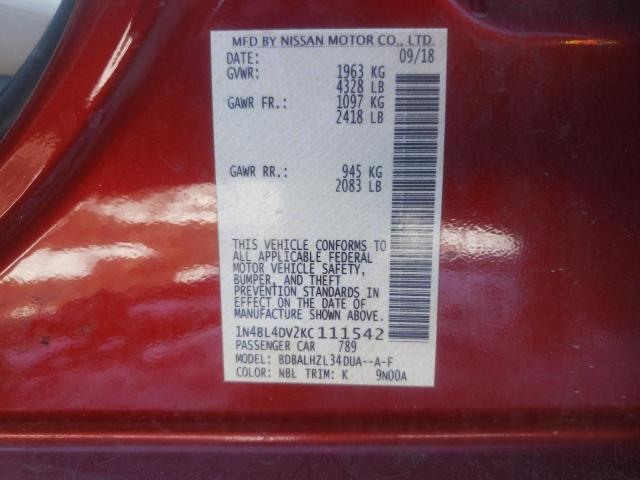 MFD BY NISSAN MOTOR CO., LTD.
DATE: 09/18
GVWR: 1963 KG
4328 LB
GAWR FR.: 1097 KG
2418 LB
GAWR RR.: 945 KG
2083 LB
THIS VEHICLE CONFORMS TO
ALL APPLICABLE FEDERAL
MOTOR VEHICLE SAFETY,
BUMPER, AND THEFT
PREVENTION STANDARDS
IN EFFECT ON THE DATE OF
MANUFACTURE SHOWN ABOVE.
1N4BL4DV2KC111542
PASSENGER CAR 789
MODEL: BDBALHZL34DUA--A-F
COLOR: NBL TRIM: K 9N00A